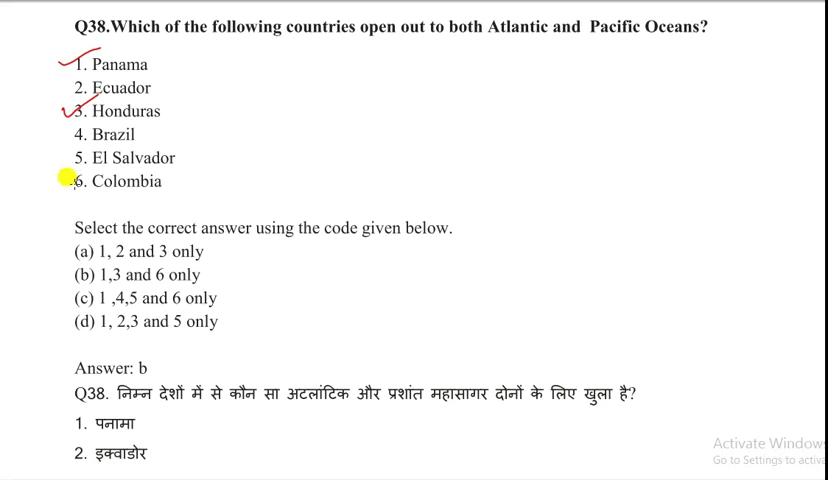 Q38.Which of the following countries open out to both Atlantic and  Pacific Oceans?
1. Panama
2. Ecuador
3. Honduras
4. Brazil
5. El Salvador
6. Colombia
Select the correct answer using the code given below.
(a) 1, 2 and 3 only
(b) 1,3 and 6 only
(c) 1 ,4,5 and 6 only
(d) 1, 2,3 and 5 only
Answer: b
Q38. निम्न देशों में से कौन सा अटलांटिक और प्रशांत महासागर दोनों के लिए खुला है?
1. पनामा
2. इक्वाडोर
Activate Windows
Go to Settings to activa